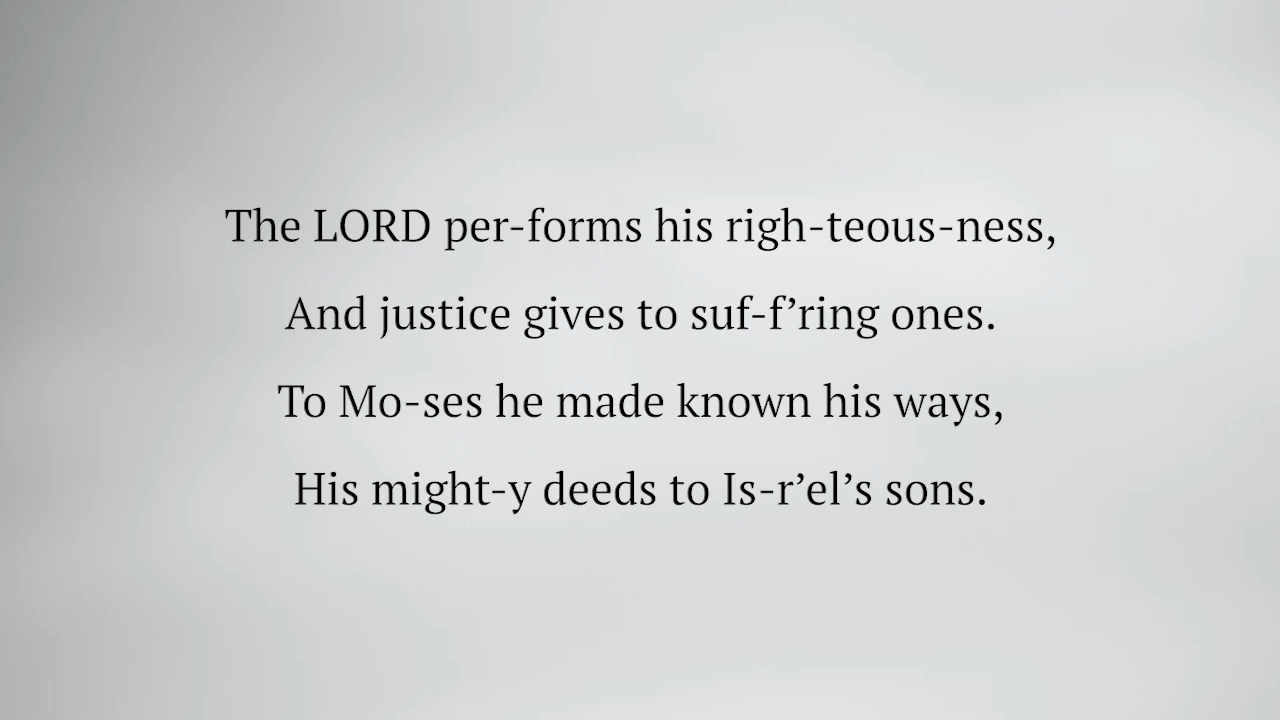 The LORD per-forms his righ-teous-ness,
And justice gives to suf-f’ring ones.
To Mo-ses he made known his ways,
His might-y deeds to Is-r’el’s sons.